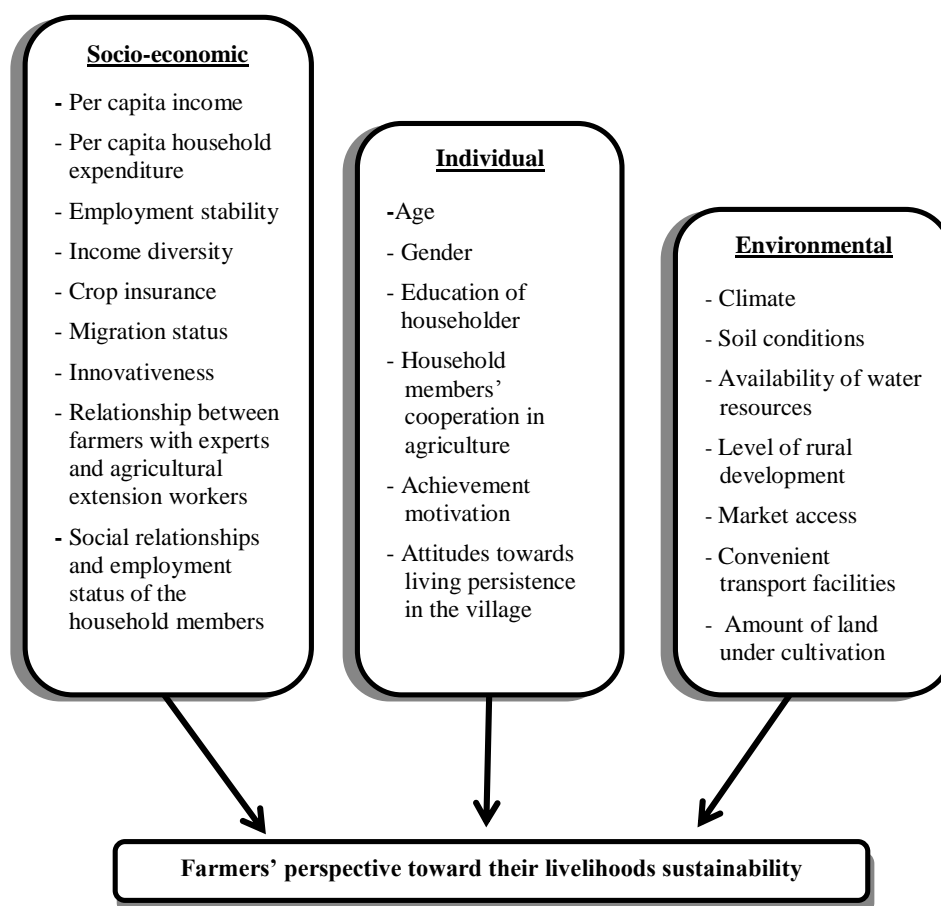 Socio-economic
- Per capita income
- Per capita household
expenditure
- Employment stability
- Income diversity
- Crop insurance
- Migration status
- Innovativeness
- Relationship between
farmers with experts
and agricultural
extension workers
- Social relationships
and employment
status of the
household members
Individual
-Age
- Gender
- Education of
householder
- Household
members’
cooperation in
agriculture
- Achievement
motivation
- Attitudes towards
living persistence
in the village
Environmental
- Climate
- Soil conditions
- Availability of water
resources
- Level of rural
development
- Market access
- Convenient
transport facilities
- Amount of land
under cultivation
Farmers’ perspective toward their livelihoods sustainability